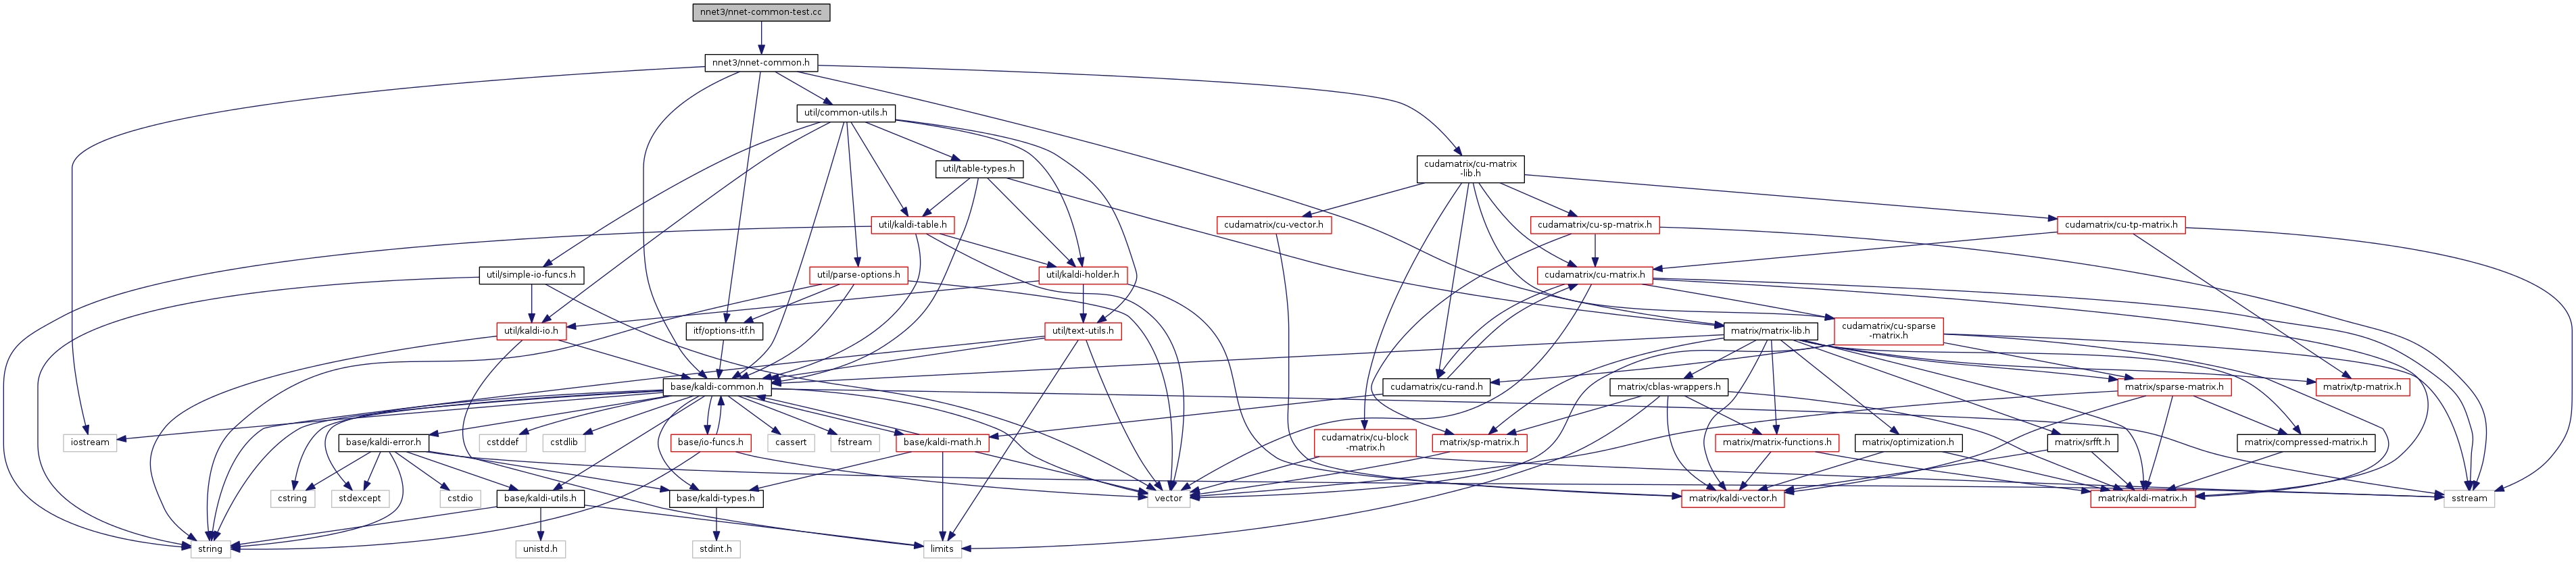 nnet3/nnet-common-test.cc
nnet3/nnet-common.h
util/common-utils.h
util/table-types.h
cudamatrix/cu-matrix
-lib.h
util/kaldi-table.h
cudamatrix/cu-vector.h
cudamatrix/cu-sp-matrix.h
cudamatrix/cu-tp-matrix.h
util/simple-io-funcs.h
util/parse-options.h
util/kaldi-holder.h
cudamatrix/cu-matrix.h
util/kaldi-io.h
itf/options-itf.h
util/text-utils.h
matrix/matrix-lib.h
cudamatrix/cu-sparse
-matrix.h
base/kaldi-common.h
cudamatrix/cu-rand.h
matrix/cblas-wrappers.h
matrix/sparse-matrix.h
matrix/tp-matrix.h
iostream
base/kaldi-error.h
cstddef
cstdlib
base/io-funcs.h
cassert
fstream
base/kaldi-math.h
cudamatrix/cu-block
-matrix.h
matrix/sp-matrix.h
matrix/matrix-functions.h
matrix/optimization.h
matrix/srfft.h
matrix/compressed-matrix.h
cstring
stdexcept
cstdio
base/kaldi-utils.h
base/kaldi-types.h
vector
matrix/kaldi-vector.h
matrix/kaldi-matrix.h
sstream
string
unistd.h
stdint.h
limits